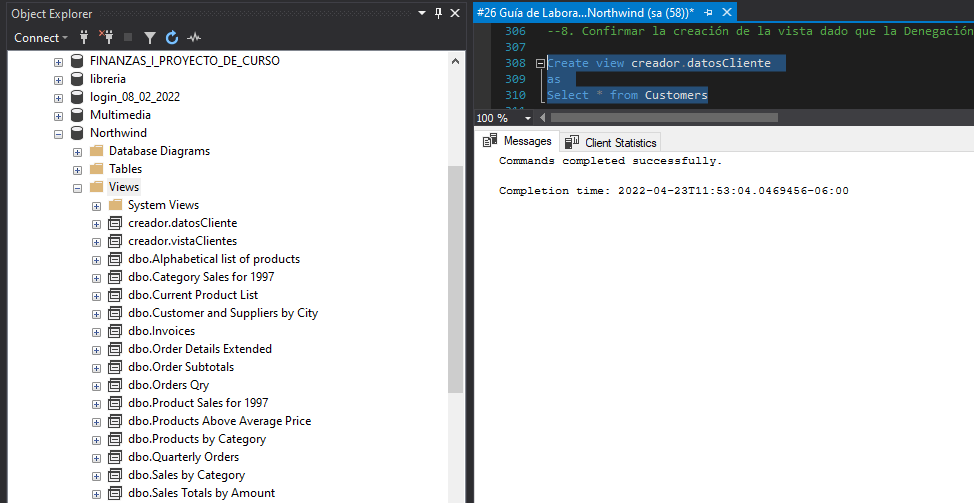 Object Explorer
Connect
FINANZAS_I_PROYECTO_DE_CURSO
libreria
login_08_02_2022
Multimedia
Northwind
Database Diagrams
Tables
Views
System Views
creador.datosCliente
creador.vistaClientes
dbo.Alphabetical list of products
dbo.Category Sales for 1997
dbo.Current Product List
dbo.Customer and Suppliers by City
dbo.Invoices
dbo.Order Details Extended
dbo.Order Subtotals
dbo.Orders Qry
dbo.Product Sales for 1997
dbo.Products Above Average Price
dbo.Products by Category
dbo.Quarterly Orders
dbo.Sales by Category
dbo.Sales Totals by Amount
#26 Guía de Labora...Northwind (sa (58))*
306 --8. Confirmar la creación de la vista dado que la Denegación
307
308 Create view creador.datosCliente
309 as
310 Select * from Customers
100 %
Messages Client Statistics
Commands completed successfully.
Completion time: 2022-04-23T11:53:04.0469456-06:00